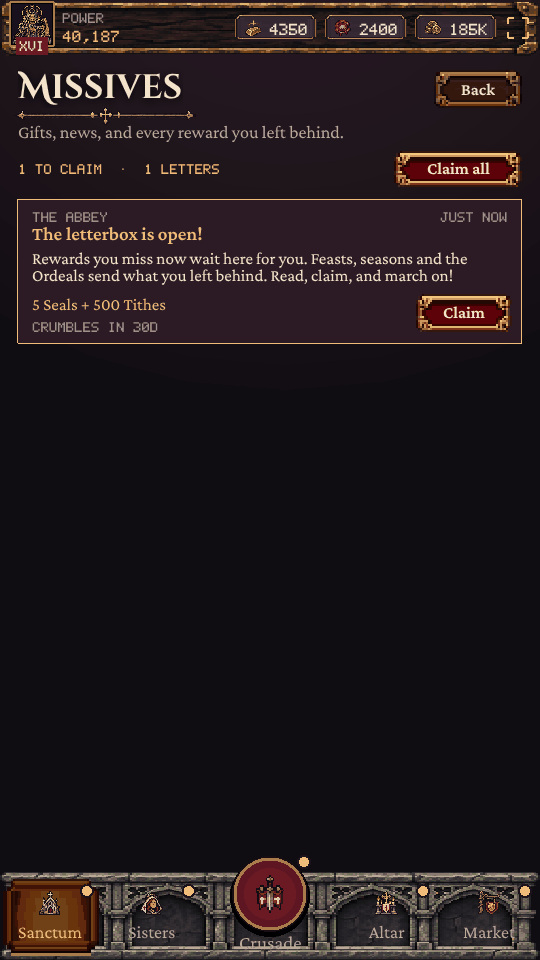 POWER
40,187
4350
2400
185K
XVI
MISSIVES
Back
Gifts, news, and every reward you left behind.
1 TO CLAIM · 1 LETTERS
Claim all
THE ABBEY
JUST NOW
The letterbox is open!
Rewards you miss now wait here for you. Feasts, seasons and the
Ordeals send what you left behind. Read, claim, and march on!
5 Seals + 500 Tithes
Claim
CRUMBLES IN 30D
Sanctum
Sisters
Crusade
Altar
Market